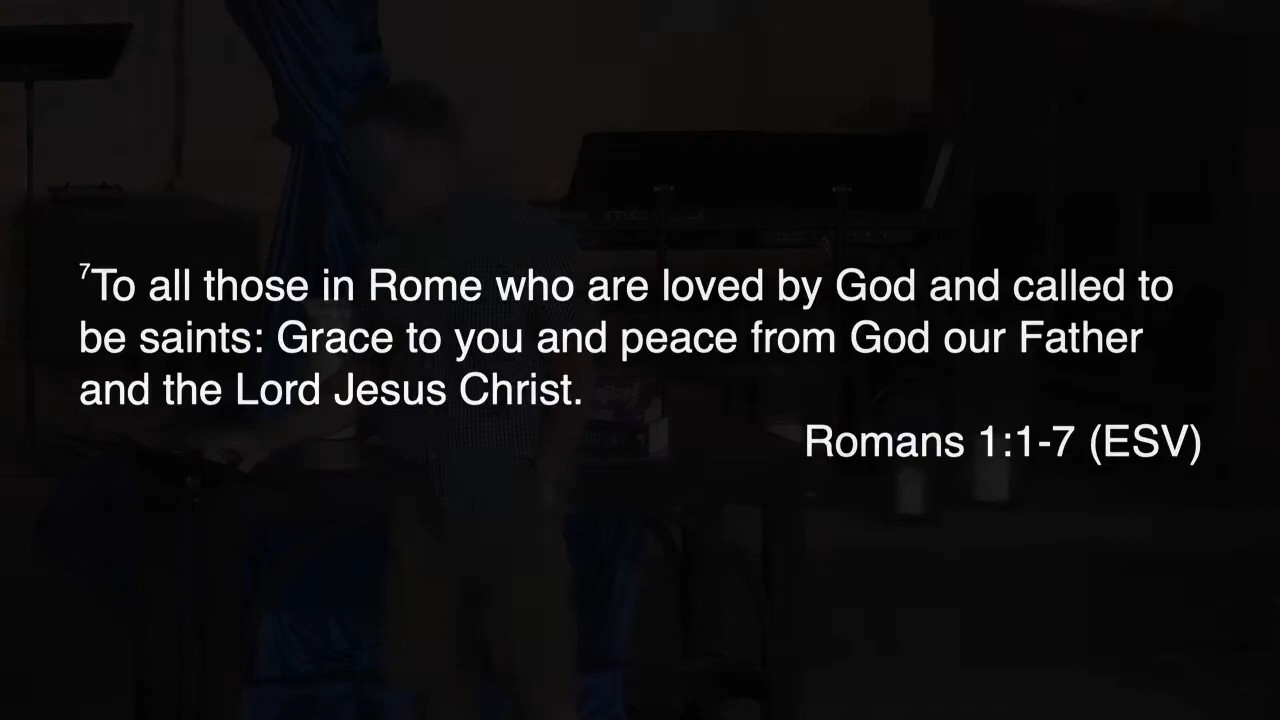 ⁷To all those in Rome who are loved by God and called to
be saints: Grace to you and peace from God our Father
and the Lord Jesus Christ.
Romans 1:1-7 (ESV)